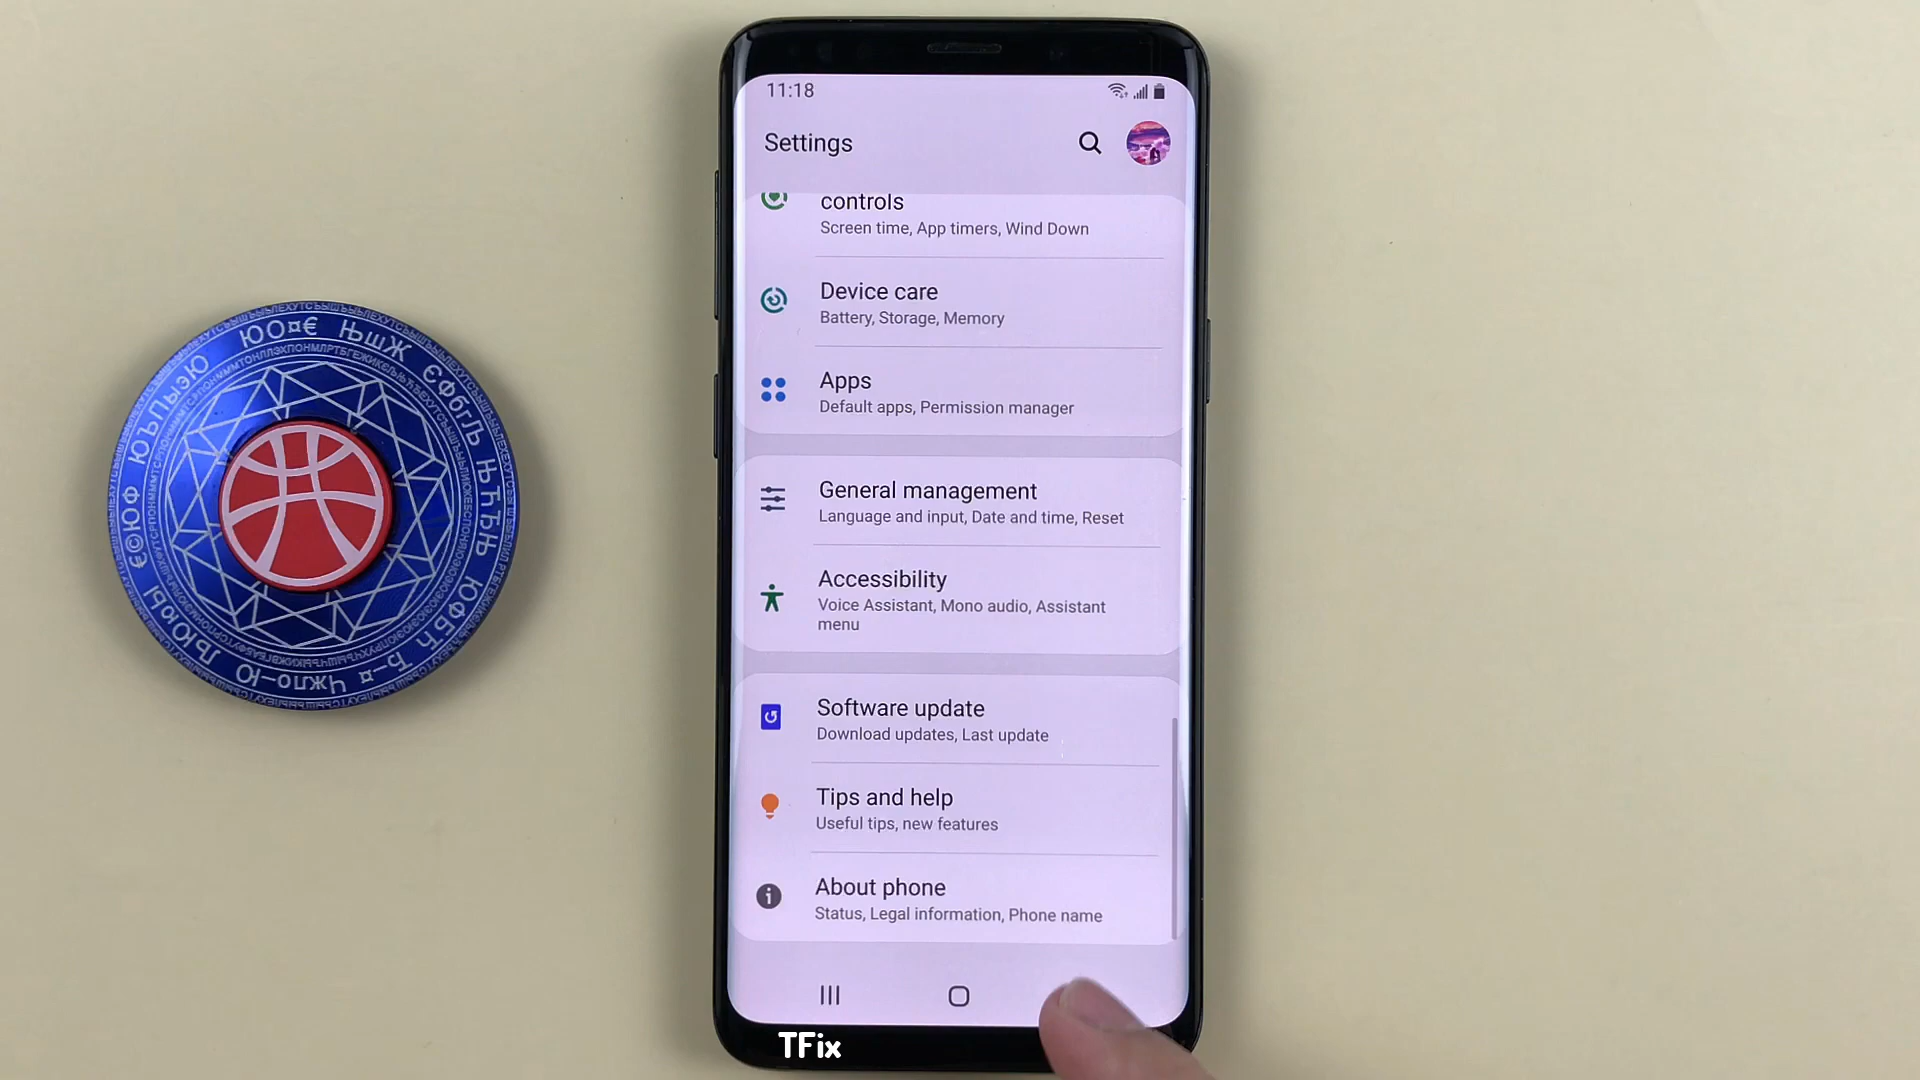 11:18
Settings
controls
Screen time, App timers, Wind Down
Device care
Battery, Storage, Memory
Apps
Default apps, Permission manager
General management
Language and input, Date and time, Reset
Accessibility
Voice Assistant, Mono audio, Assistant
menu
Software update
Download updates, Last update
Tips and help
Useful tips, new features
About phone
Status, Legal information, Phone name
TFix